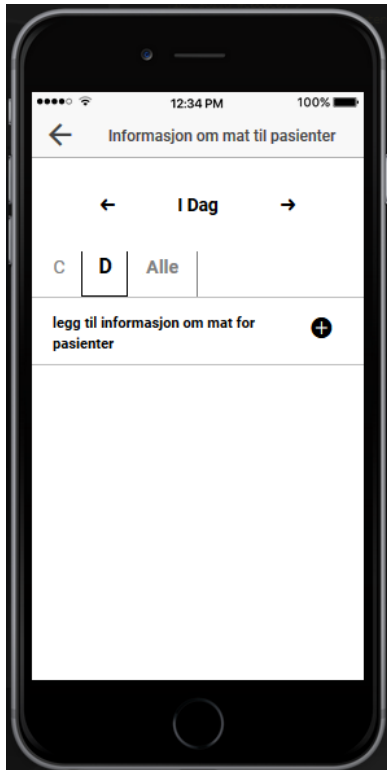 12:34 PM 100%
Informasjon om mat til pasienter
I Dag
C D Alle
legg til informasjon om mat for
pasienter